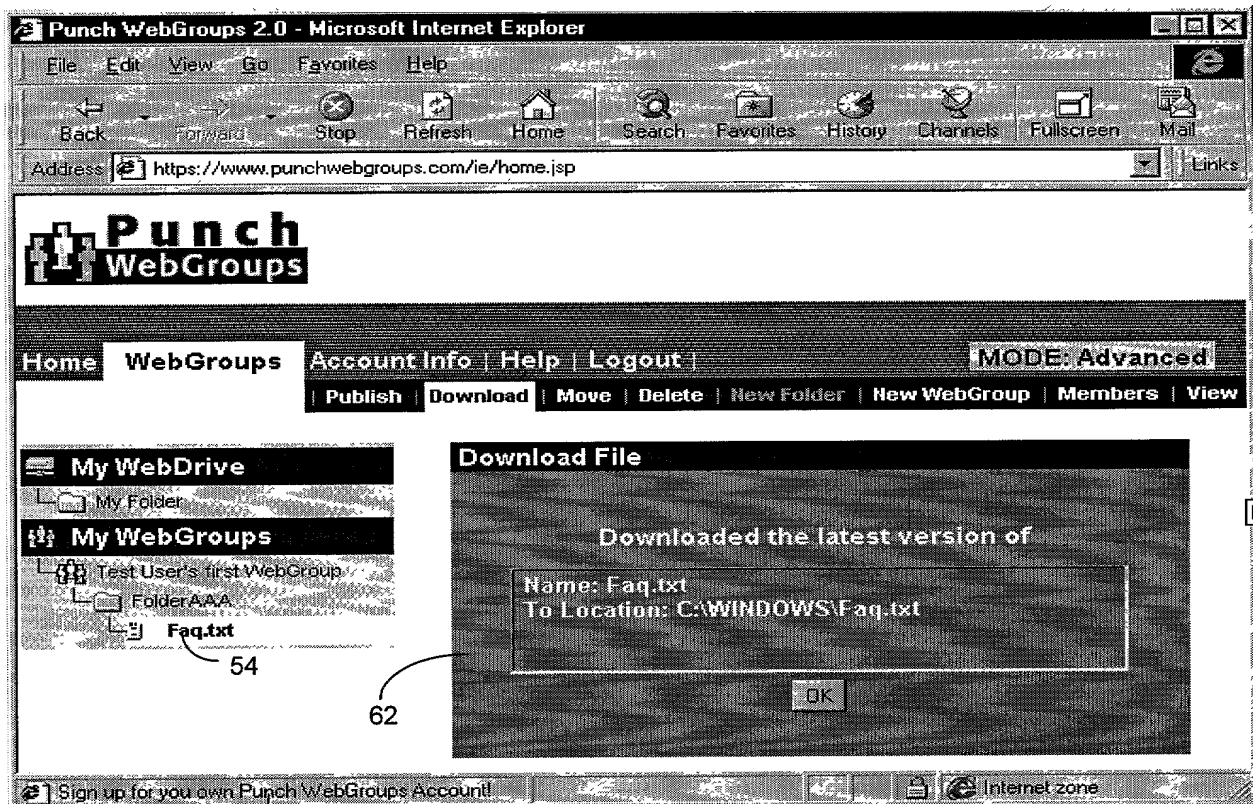 Punch WebGroups 2.0 - Microsoft Internet Explorer
File Edit View Go Favorites Help
Back Forward Stop Refresh Home Search Favorites History Channels Fullscreen Mail
Address https://www.punchwebgroups.com/ie/home.jsp Links
Punch
WebGroups
Home WebGroups Account Info | Help | Logout | MODE: Advanced
| Publish | Download | Move | Delete | New Folder | New WebGroup | Members | View
My WebDrive
My Folder
My WebGroups
Test User's first WebGroup
FolderAAA
Faq.txt
54
Download File
Downloaded the latest version of
Name: Faq.txt
To Location: C:\WINDOWS\Faq.txt
OK
62
Sign up for you own Punch WebGroups Account! Internet zone